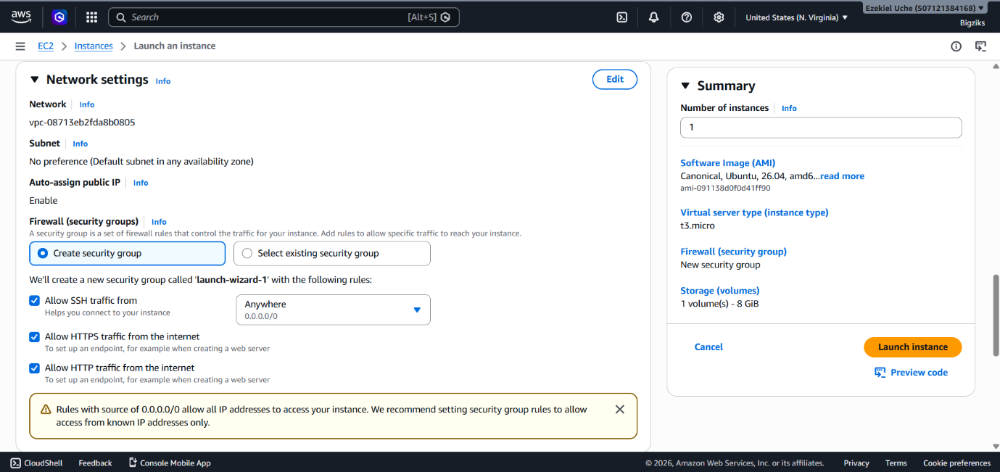 aws
Search [Alt+S]
United States (N. Virginia)
Ezekiel Uche (507121384168)
Bigziks
EC2 Instances Launch an instance
Network settings Info
Edit
Network Info
vpc-08713eb2fda8b0805
Subnet Info
No preference (Default subnet in any availability zone)
Auto-assign public IP Info
Enable
Firewall (security groups) Info
A security group is a set of firewall rules that control the traffic for your instance. Add rules to allow specific traffic to reach your instance.
Create security group
Select existing security group
We'll create a new security group called 'launch-wizard-1' with the following rules:
Allow SSH traffic from
Helps you connect to your instance
Anywhere
0.0.0.0/0
Allow HTTPS traffic from the internet
To set up an endpoint, for example when creating a web server
Allow HTTP traffic from the internet
To set up an endpoint, for example when creating a web server
Rules with source of 0.0.0.0/0 allow all IP addresses to access your instance. We recommend setting security group rules to allow
access from known IP addresses only.
Summary
Number of instances Info
1
Software Image (AMI)
Canonical, Ubuntu, 26.04, amd6...read more
ami-091138d0f0d41ff90
Virtual server type (instance type)
t3.micro
Firewall (security group)
New security group
Storage (volumes)
1 volume(s) - 8 GiB
Cancel
Launch instance
Preview code
CloudShell Feedback Console Mobile App © 2026, Amazon Web Services, Inc. or its affiliates. Privacy Terms Cookie preferences